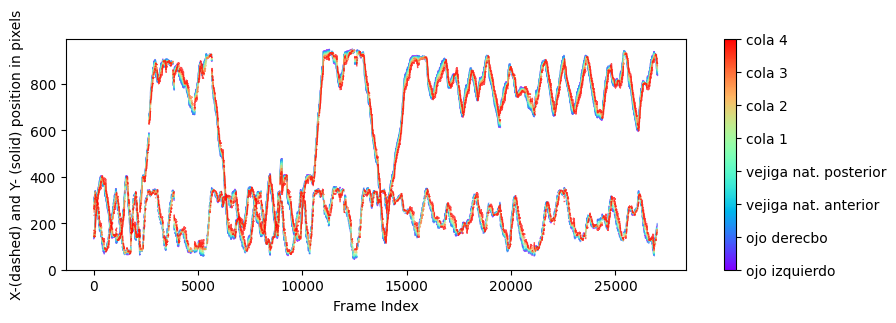 X-(dashed) and Y- (solid) position in pixels
800
600
400
200
0
0
5000
10000
15000
20000
25000
Frame Index
cola 4
cola 3
cola 2
cola 1
vejiga nat. posterior
vejiga nat. anterior
ojo derecbo
ojo izquierdo